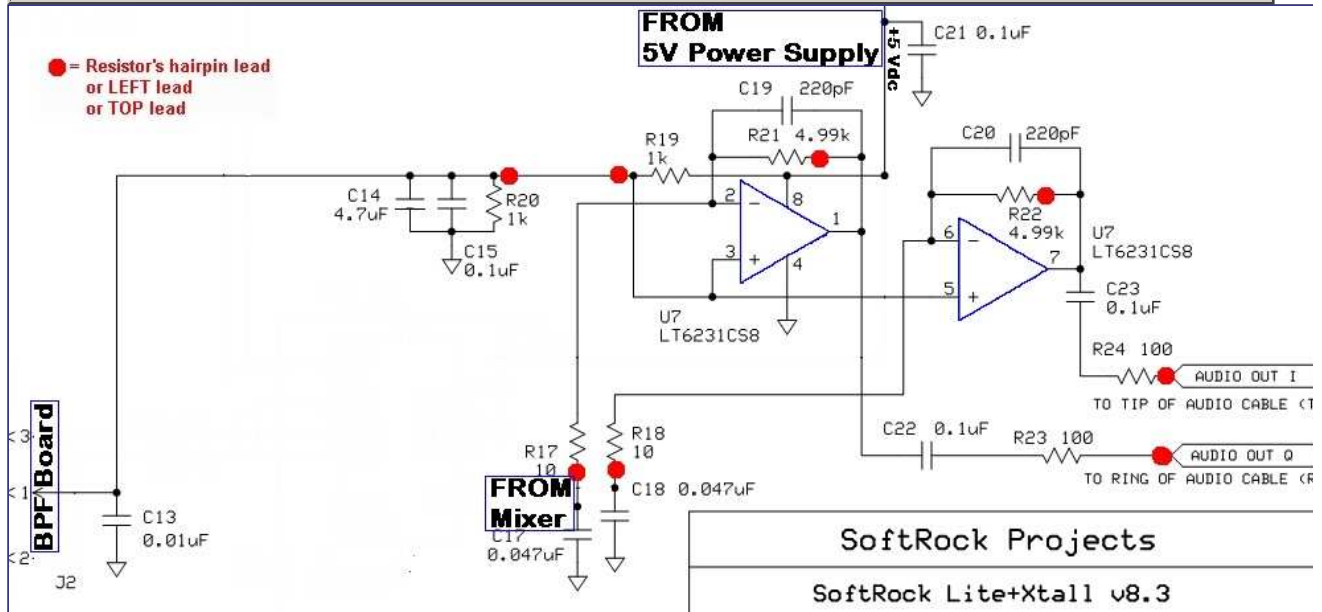 FROM
5V Power Supply
+5 Vdc
C21 0.1uF
= Resistor's hairpin lead
or LEFT lead
or TOP lead
C19 220pF
R21 4.99k
C20 220pF
R19
1k
C14
4.7uF
R20
1k
C15
0.1uF
2
8
1
3
4
U7
LT6231CS8
R22
4.99k
6
7
5
U7
LT6231CS8
C23
0.1uF
R24 100
AUDIO OUT I
TO TIP OF AUDIO CABLE (T
C22 0.1uF
R23 100
AUDIO OUT Q
TO RING OF AUDIO CABLE (R
R17
10
R18
10
FROM
Mixer
C18 0.047uF
C17
0.047uF
BPF Board
<3
<1
<2
J2
C13
0.01uF
SoftRock Projects
SoftRock Lite+Xtall v8.3